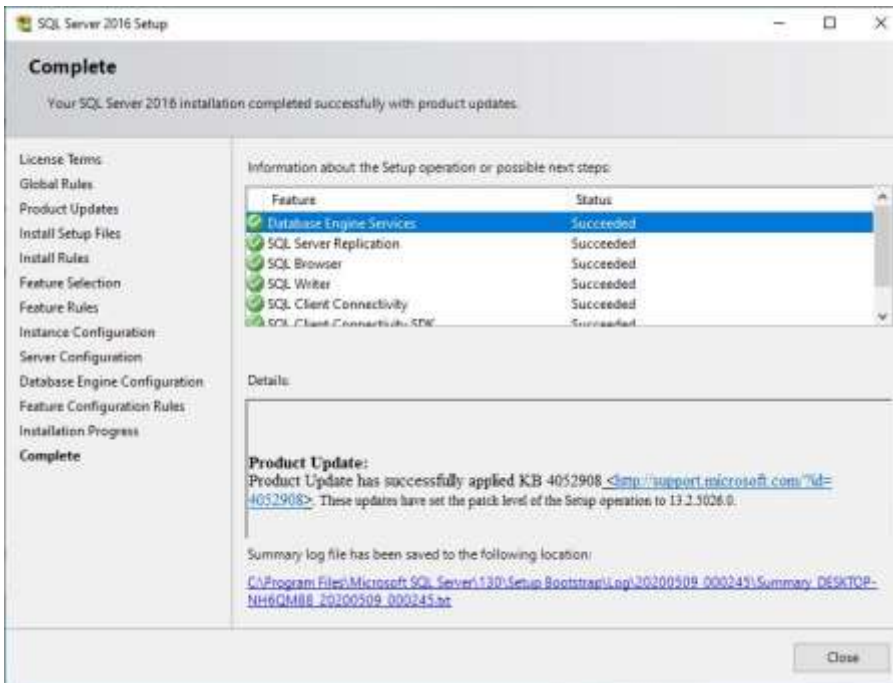 SQL Server 2016 Setup
Complete
Your SQL Server 2016 installation completed successfully with product updates.
License Terms
Global Rules
Product Updates
Install Setup Files
Install Rules
Feature Selection
Feature Rules
Instance Configuration
Server Configuration
Database Engine Configuration
Feature Configuration Rules
Installation Progress
Complete
Information about the Setup operation or possible next steps:
Feature Status
Database Engine Services Succeeded
SQL Server Replication Succeeded
SQL Browser Succeeded
SQL Writer Succeeded
SQL Client Connectivity Succeeded
SQL Client Connectivity SDK Succeeded
Details:
Product Update:
Product Update has successfully applied KB 4052908 <http://support.microsoft.com/?id=
4052908>. These updates have set the patch level of the Setup operation to 13.2.5026.0.
Summary log file has been saved to the following location:
C:\Program Files\Microsoft SQL Server\130\Setup Bootstrap\Log\20200509_000245\Summary_DESKTOP-
NH6QMB8_20200509_000245.txt
Close